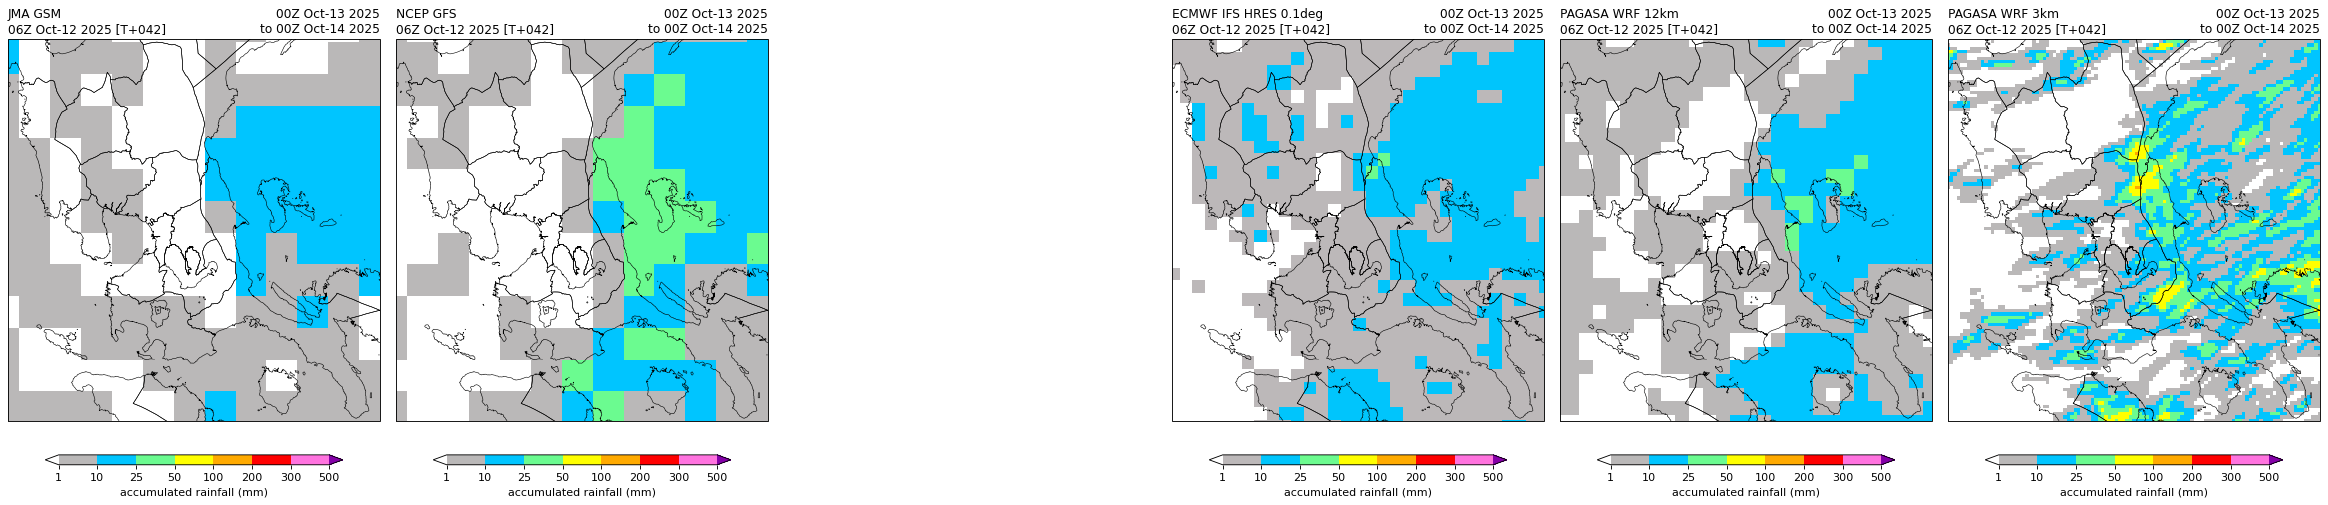 JMA GSM 00Z Oct-13 2025
06Z Oct-12 2025 [T+042] to 00Z Oct-14 2025
NCEP GFS 00Z Oct-13 2025
06Z Oct-12 2025 [T+042] to 00Z Oct-14 2025
ECMWF IFS HRES 0.1deg 00Z Oct-13 2025
06Z Oct-12 2025 [T+042] to 00Z Oct-14 2025
PAGASA WRF 12km 00Z Oct-13 2025
06Z Oct-12 2025 [T+042] to 00Z Oct-14 2025
PAGASA WRF 3km 00Z Oct-13 2025
06Z Oct-12 2025 [T+042] to 00Z Oct-14 2025
1 10 25 50 100 200 300 500
accumulated rainfall (mm)
1 10 25 50 100 200 300 500
accumulated rainfall (mm)
1 10 25 50 100 200 300 500
accumulated rainfall (mm)
1 10 25 50 100 200 300 500
accumulated rainfall (mm)
1 10 25 50 100 200 300 500
accumulated rainfall (mm)